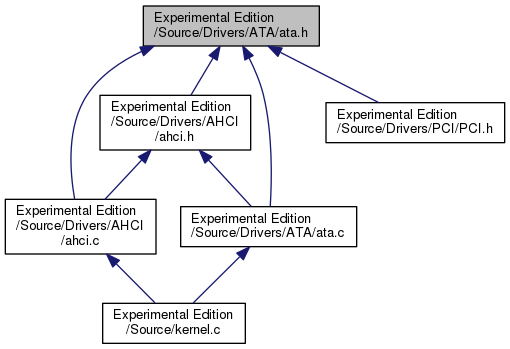 Experimental Edition
/Source/Drivers/ATA/ata.h
Experimental Edition
/Source/Drivers/AHCI
/ahci.h
Experimental Edition
/Source/Drivers/PCI/PCI.h
Experimental Edition
/Source/Drivers/AHCI
/ahci.c
Experimental Edition
/Source/Drivers/ATA/ata.c
Experimental Edition
/Source/kernel.c